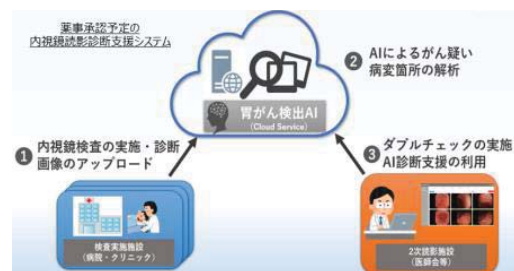 薬事承認予定の
内視鏡読影診断支援システム
❷ AIによるがん疑い
病変箇所の解析
胃がん検出AI
(Cloud Service)
❶ 内視鏡検査の実施・診断
画像のアップロード
❸ ダブルチェックの実施
AI診断支援の利用
検査実施施設
(病院・クリニック)
2次読影施設
(医師会等)